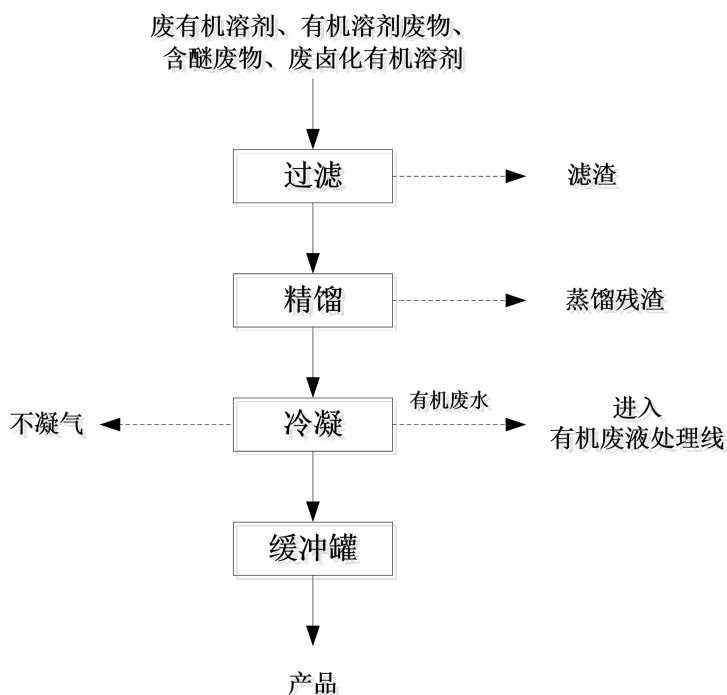 废有机溶剂、有机溶剂废物、
含醚废物、废卤化有机溶剂
过滤
滤渣
精馏
蒸馏残渣
不凝气
冷凝
有机废水
进入
有机废液处理线
缓冲罐
产品